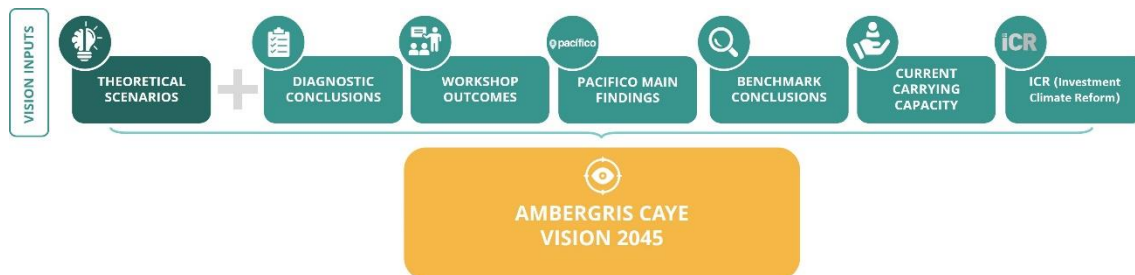 VISION INPUTS
THEORETICAL
SCENARIOS
DIAGNOSTIC
CONCLUSIONS
WORKSHOP
OUTCOMES
pacífico
PACIFICO MAIN
FINDINGS
BENCHMARK
CONCLUSIONS
CURRENT
CARRYING
CAPACITY
iCR
ICR (Investment
Climate Reform)
AMBERGRIS CAYE
VISION 2045